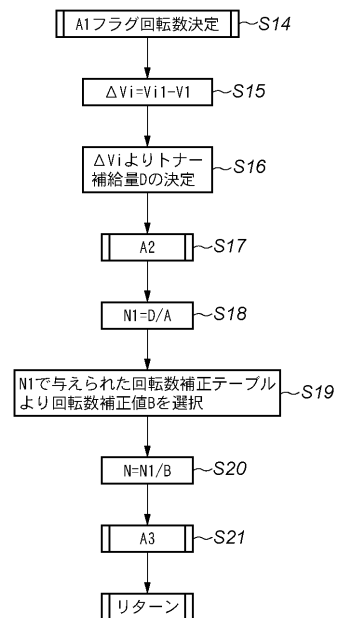 A1フラグ回転数決定 S14
ΔVi=Vi1-V1 S15
ΔViよりトナー
補給量Dの決定 S16
A2 S17
N1=D/A S18
N1で与えられた回転数補正テーブル
より回転数補正値Bを選択 S19
N=N1/B S20
A3 S21
リターン